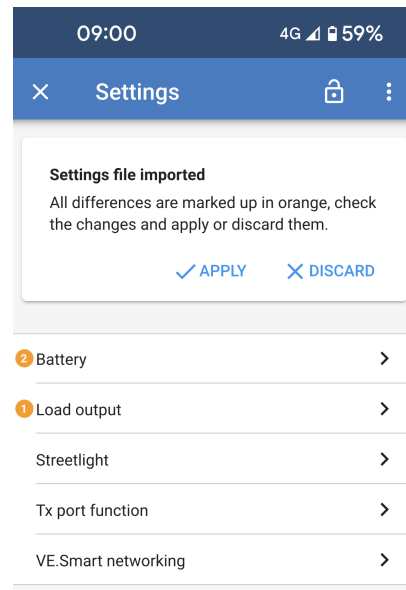 09:00 4G 59%
Settings
Settings file imported
All differences are marked up in orange, check
the changes and apply or discard them.
APPLY DISCARD
2 Battery
1 Load output
Streetlight
Tx port function
VE.Smart networking